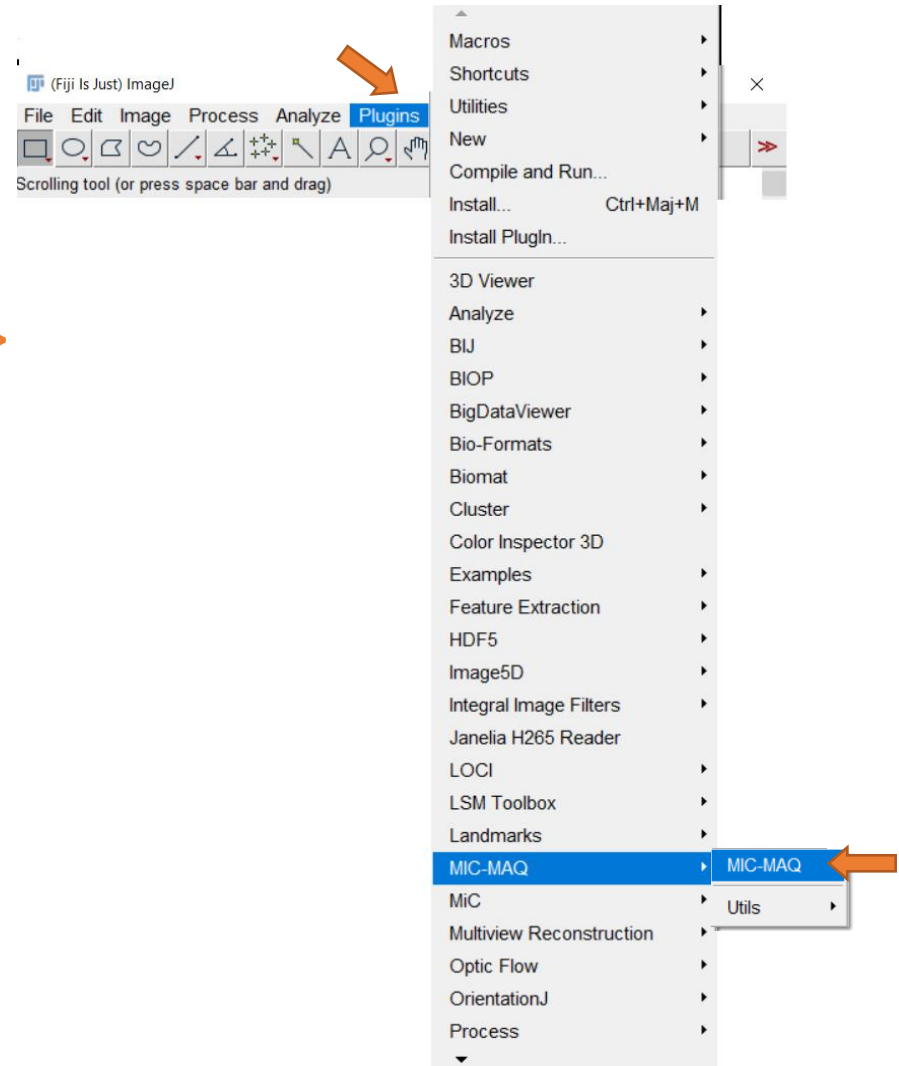 (Fiji Is Just) ImageJ
File Edit Image Process Analyze Plugins
Scrolling tool (or press space bar and drag)
Macros
Shortcuts
Utilities
New
Compile and Run...
Install... Ctrl+Maj+M
Install PlugIn...
3D Viewer
Analyze
BIJ
BIOP
BigDataViewer
Bio-Formats
Biomat
Cluster
Color Inspector 3D
Examples
Feature Extraction
HDF5
Image5D
Integral Image Filters
Janelia H265 Reader
LOCI
LSM Toolbox
Landmarks
MIC-MAQ
MIC-MAQ
MiC
Utils
Multiview Reconstruction
Optic Flow
OrientationJ
Process